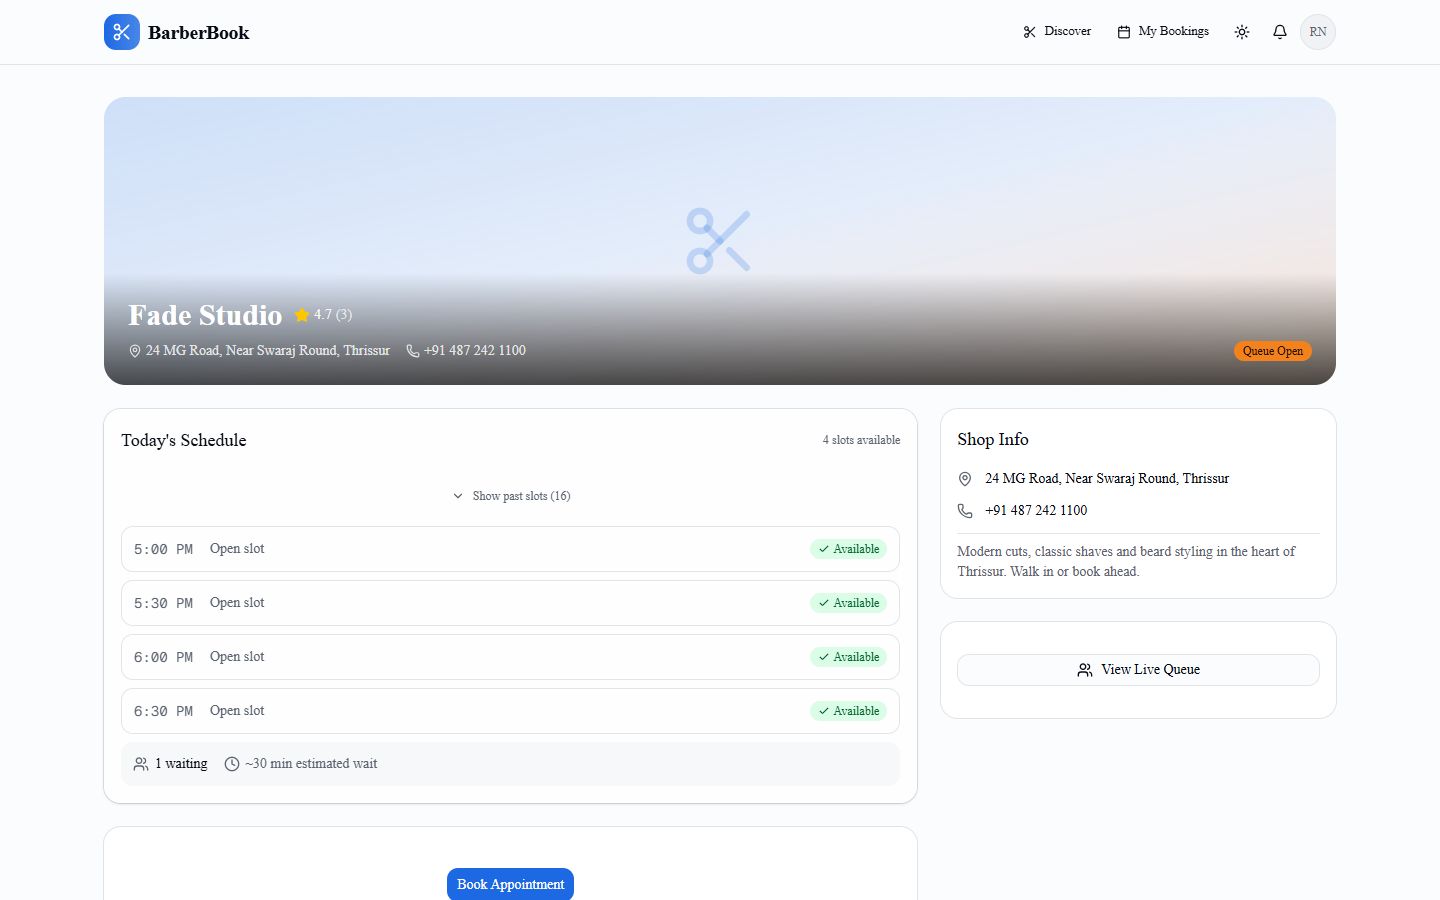 BarberBook
Discover
My Bookings
RN
Fade Studio
4.7 (3)
24 MG Road, Near Swaraj Round, Thrissur
+91 487 242 1100
Queue Open
Today's Schedule
4 slots available
Show past slots (16)
5:00 PM Open slot
Available
5:30 PM Open slot
Available
6:00 PM Open slot
Available
6:30 PM Open slot
Available
1 waiting
~30 min estimated wait
Book Appointment
Shop Info
24 MG Road, Near Swaraj Round, Thrissur
+91 487 242 1100
Modern cuts, classic shaves and beard styling in the heart of
Thrissur. Walk in or book ahead.
View Live Queue